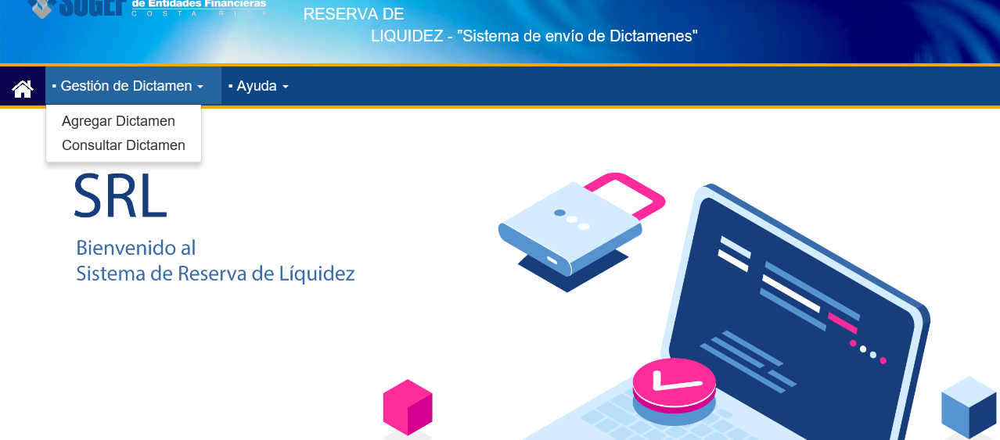 SUGEF de Entidades Financieras
COSTA RICA
RESERVA DE
LIQUIDEZ - "Sistema de envío de Dictamenes"
▪ Gestión de Dictamen
▪ Ayuda
Agregar Dictamen
Consultar Dictamen
SRL
Bienvenido al
Sistema de Reserva de Líquidez